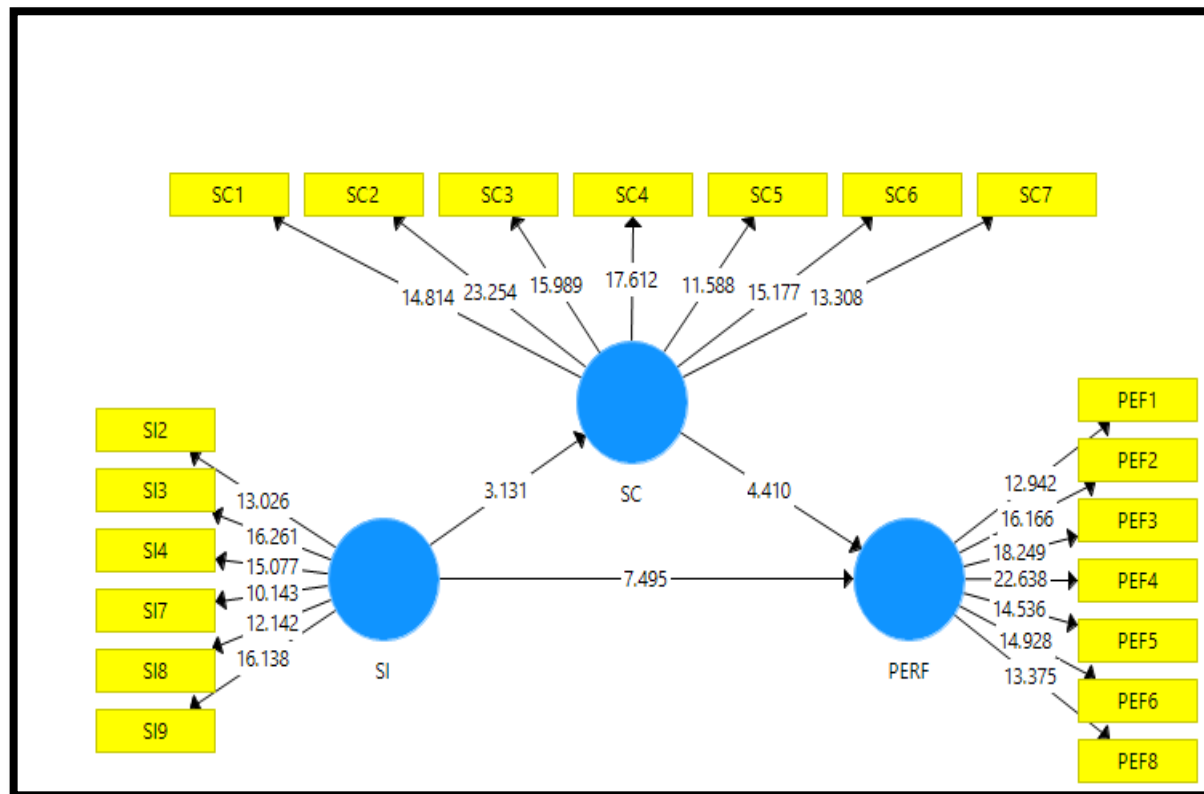 SC1 SC2 SC3 SC4 SC5 SC6 SC7
14.814 23.254 15.989 17.612 11.588 15.177 13.308
SI2
SI3
SI4
SI7
SI8
SI9
13.026
16.261
15.077
10.143
12.142
16.138
SI
3.131
SC
4.410
7.495
PERF
12.942
16.166
18.249
22.638
14.536
14.928
13.375
PEF1
PEF2
PEF3
PEF4
PEF5
PEF6
PEF8